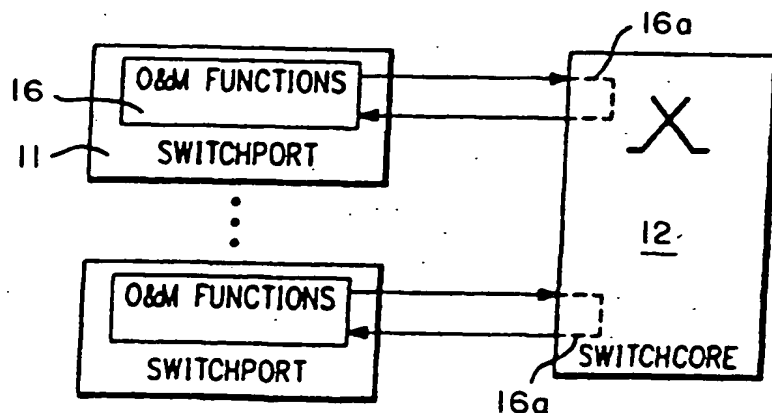 16a
O&M FUNCTIONS
16
11
SWITCHPORT
12
O&M FUNCTIONS
SWITCHPORT
SWITCHCORE
16a